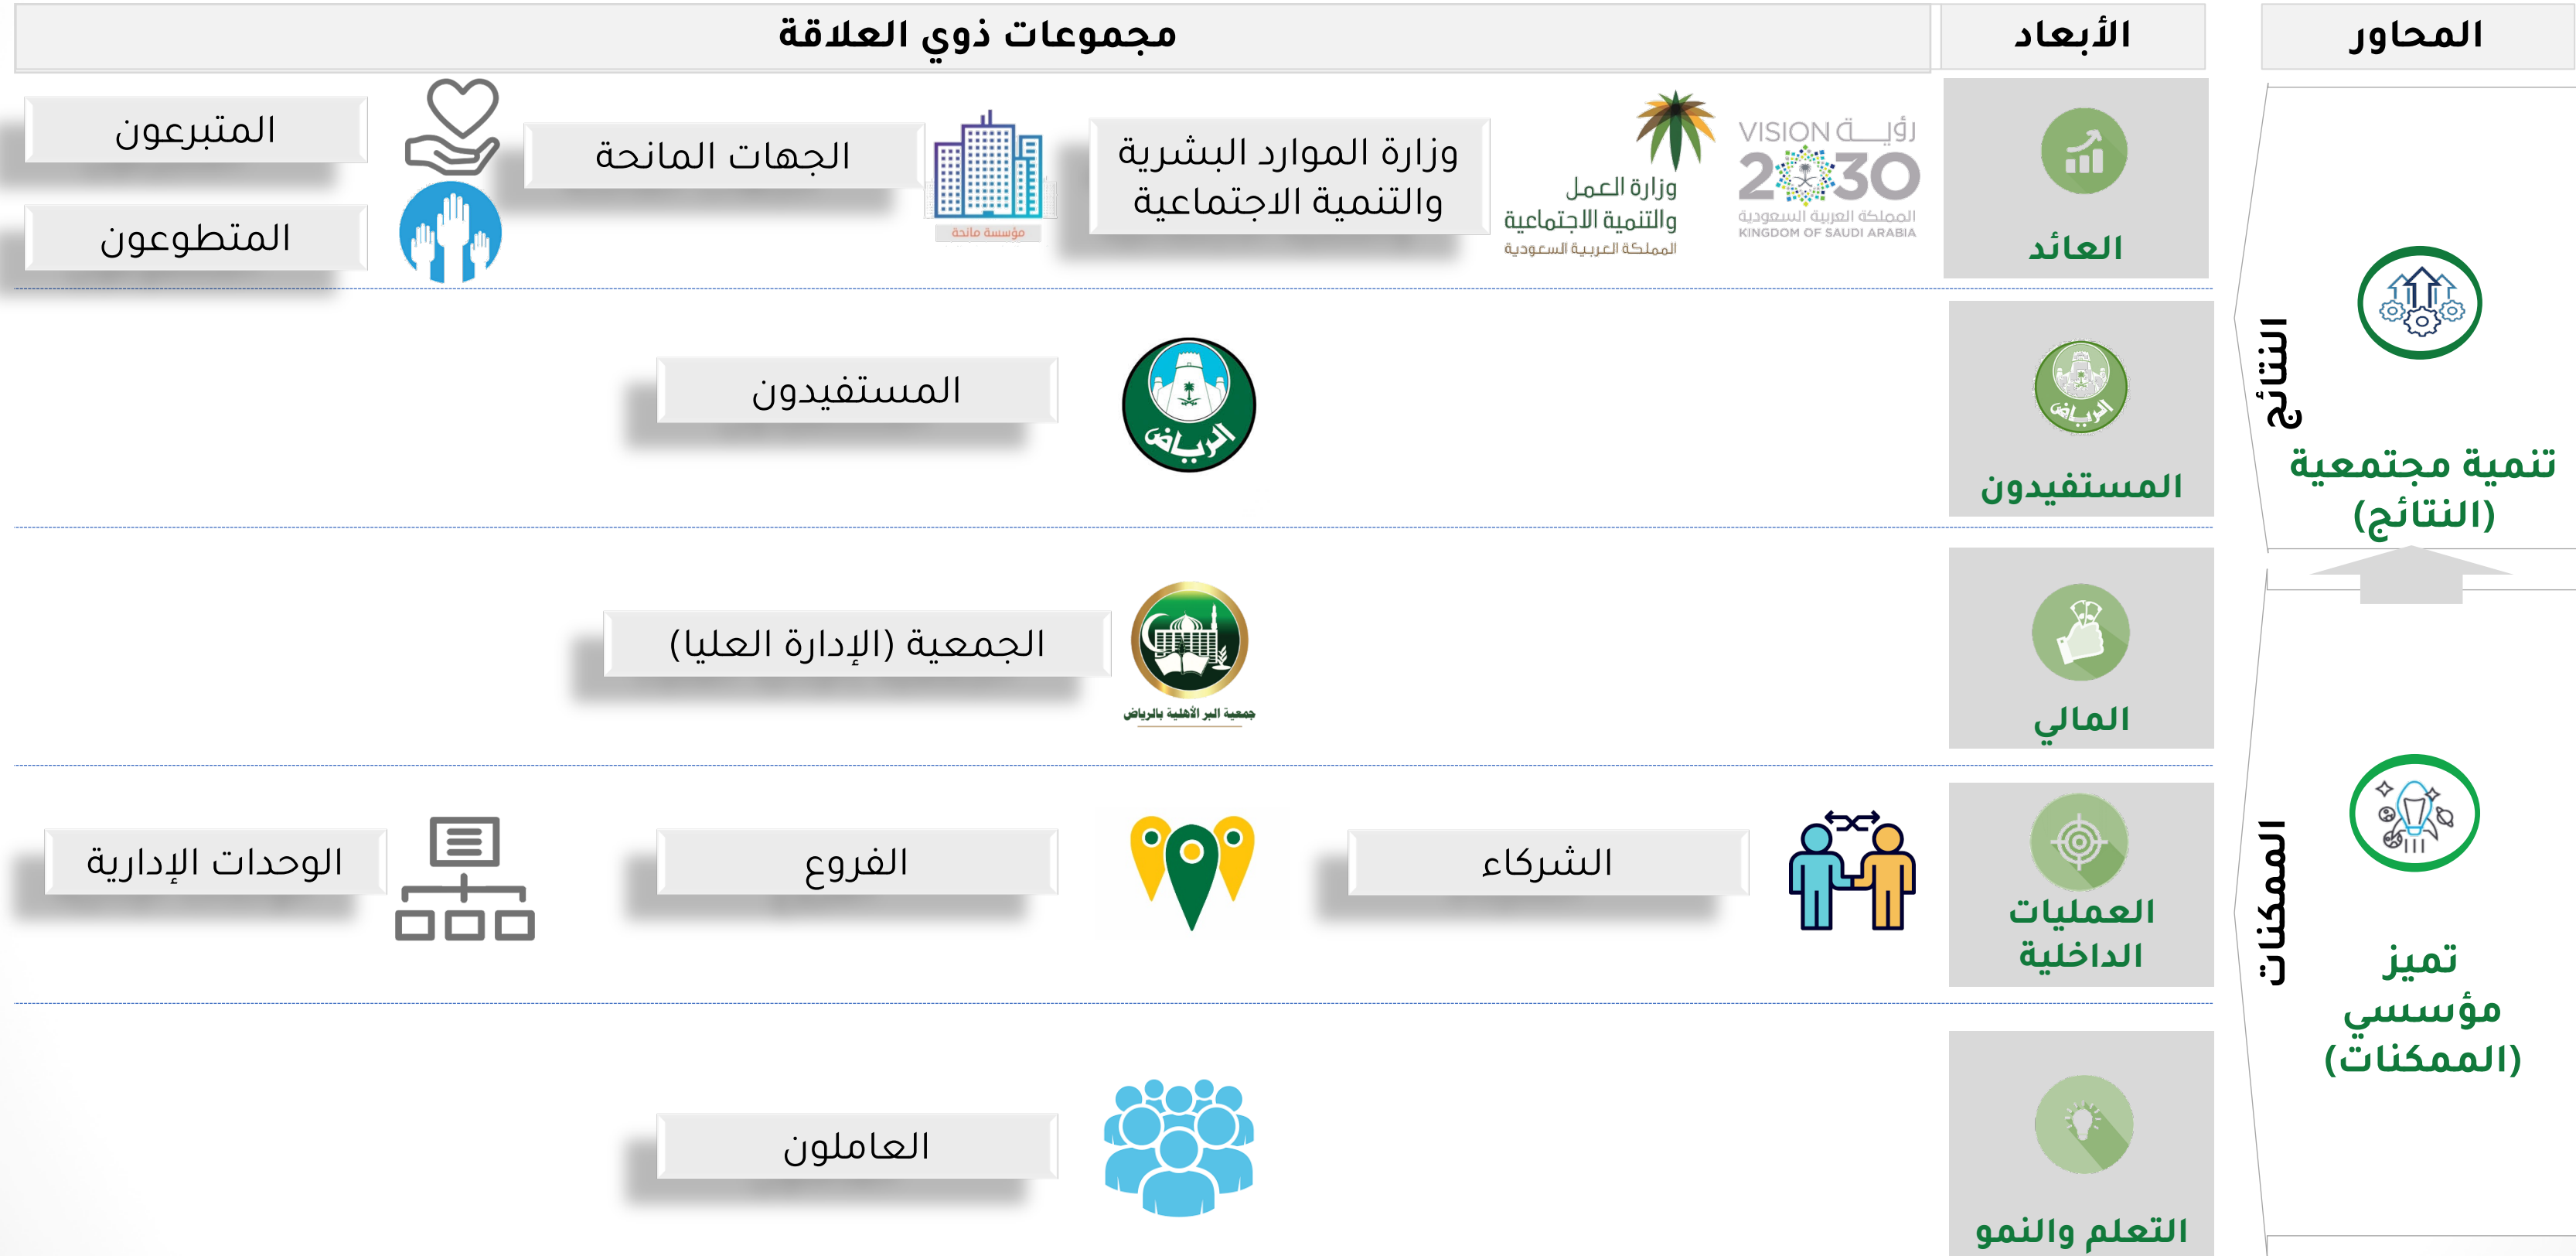 المحاور
الأبعاد
مجموعات ذوي العلاقة
النتائج
تنمية مجتمعية
(النتائج)
العائد
رؤيــة VISION
2030
المملكة العربية السعودية
KINGDOM OF SAUDI ARABIA
وزارة العمل
والتنمية الاجتماعية
المملكة العربية السعودية
وزارة الموارد البشرية
والتنمية الاجتماعية
مؤسسة مانحة
الجهات المانحة
المتبرعون
المتطوعون
الرياض
المستفيدون
الرياض
المستفيدون
الممكنات
تميز
مؤسسي
(الممكنات)
المالي
جمعية البر الأهلية بالرياض
الجمعية (الإدارة العليا)
العمليات
الداخلية
الشركاء
الفروع
الوحدات الإدارية
التعلم والنمو
العاملون